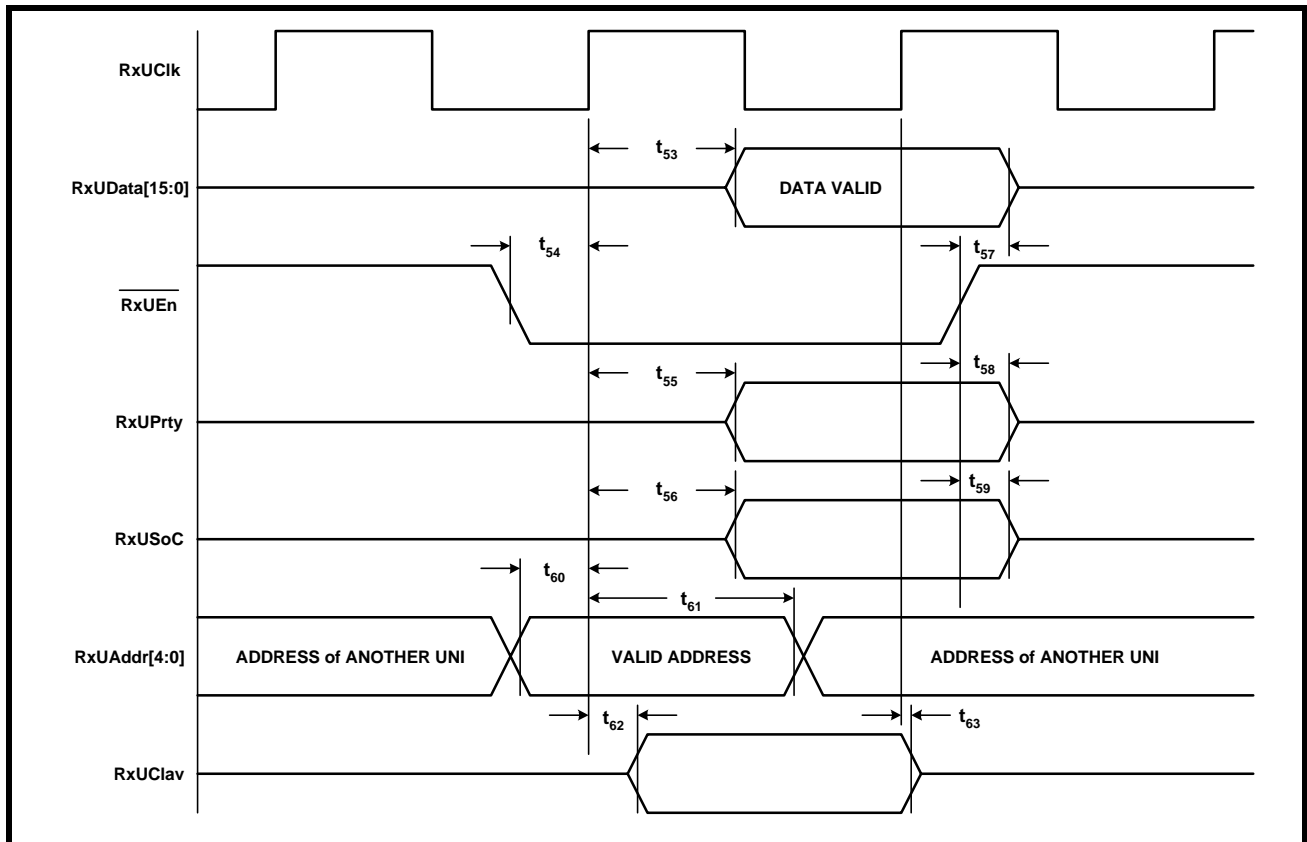 RxUClk
t53
RxUData[15:0]
DATA VALID
t54
t57
RxUEn
t55
t58
RxUPrty
t56
t59
RxUSoC
t60
t61
RxUAddr[4:0]
ADDRESS of ANOTHER UNI
VALID ADDRESS
ADDRESS of ANOTHER UNI
t62
t63
RxUClav